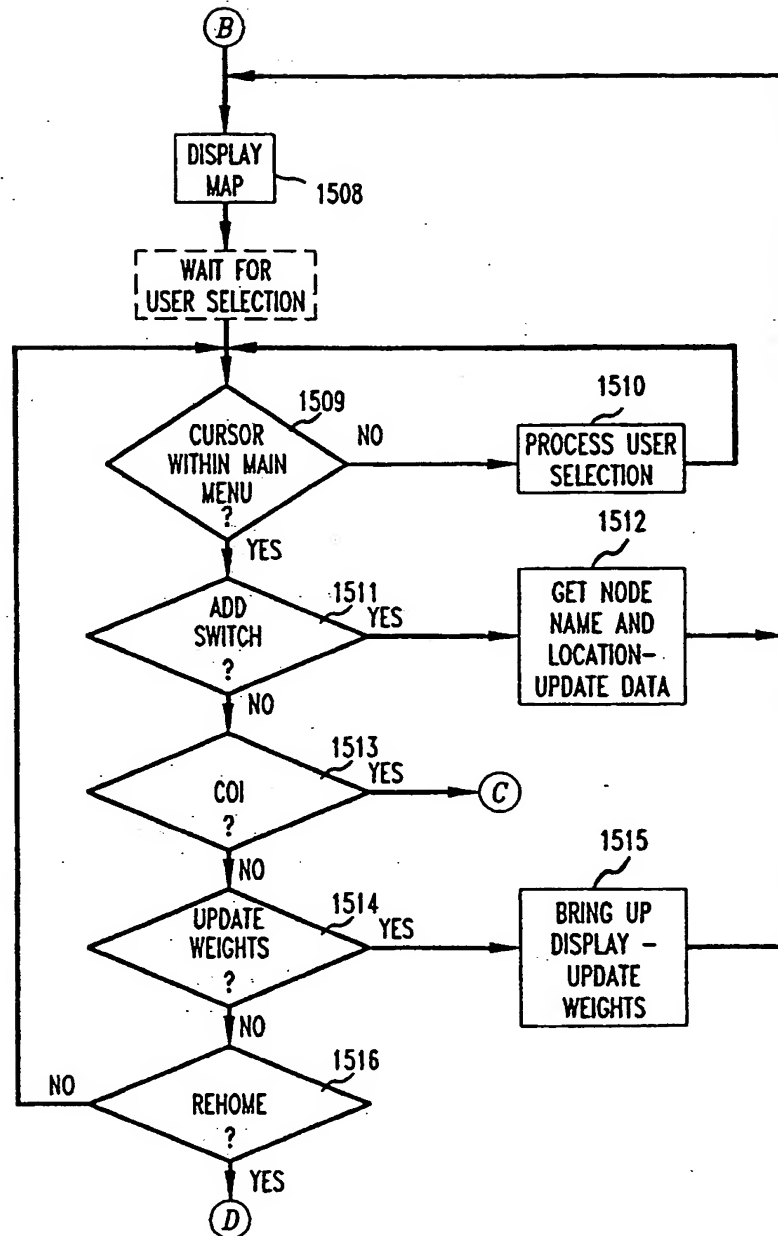 B
DISPLAY
MAP
1508
WAIT FOR
USER SELECTION
1509
CURSOR
WITHIN MAIN
MENU
?
NO
1510
PROCESS USER
SELECTION
YES
1511
ADD
SWITCH
?
YES
1512
GET NODE
NAME AND
LOCATION–
UPDATE DATA
NO
1513
COI
?
YES
C
NO
1514
UPDATE
WEIGHTS
?
YES
1515
BRING UP
DISPLAY –
UPDATE
WEIGHTS
NO
1516
REHOME
?
NO
YES
D